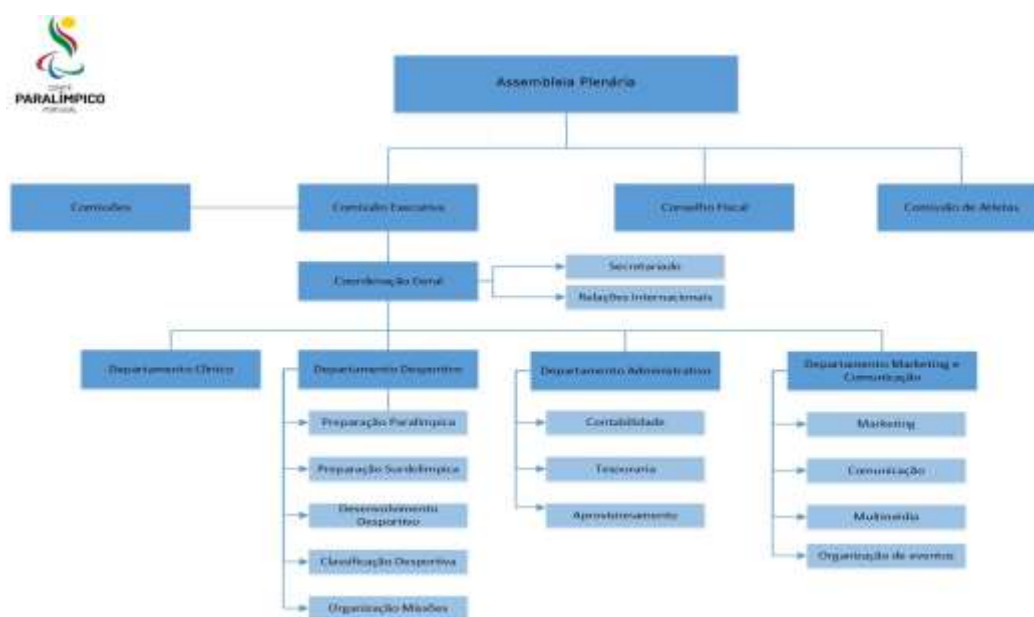 COMITÉ
PARALÍMPICO
PORTUGAL
Assembleia Plenária
Comissões
Comissão Executiva
Conselho Fiscal
Comissão de Atletas
Coordenação Geral
Secretariado
Relações Internacionais
Departamento Clínico
Departamento Desportivo
Departamento Administrativo
Departamento Marketing e
Comunicação
Preparação Paralímpica
Preparação Surdolímpica
Desenvolvimento
Desportivo
Classificação Desportiva
Organização Missões
Contabilidade
Tesouraria
Aprovisionamento
Marketing
Comunicação
Multimédia
Organização de eventos